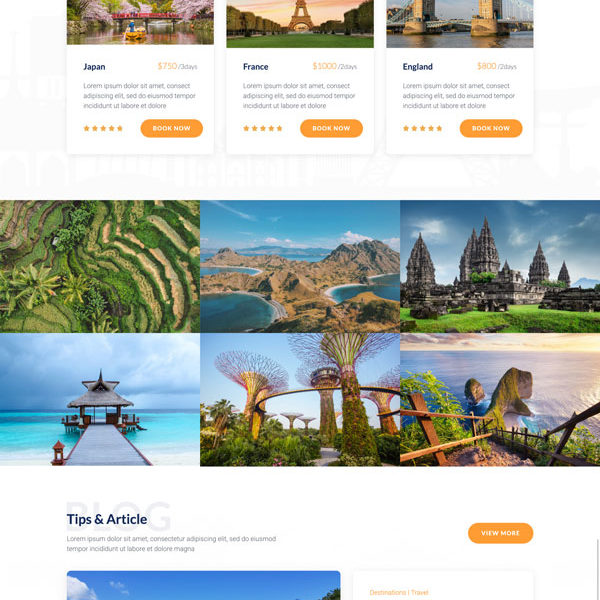 Japan $750 /3days
Lorem ipsum dolor sit amet, consect
adipiscing elit, sed do eiusmod tempor
incididunt ut labore et dolore
BOOK NOW
France $1000 /2days
Lorem ipsum dolor sit amet, consect
adipiscing elit, sed do eiusmod tempor
incididunt ut labore et dolore
BOOK NOW
England $800 /2days
Lorem ipsum dolor sit amet, consect
adipiscing elit, sed do eiusmod tempor
incididunt ut labore et dolore
BOOK NOW
BLOG
Tips & Article
Lorem ipsum dolor sit amet, consectetur adipiscing elit, sed do
eiusmod tempor incididunt ut labore et dolore magna
VIEW MORE
Destinations | Travel